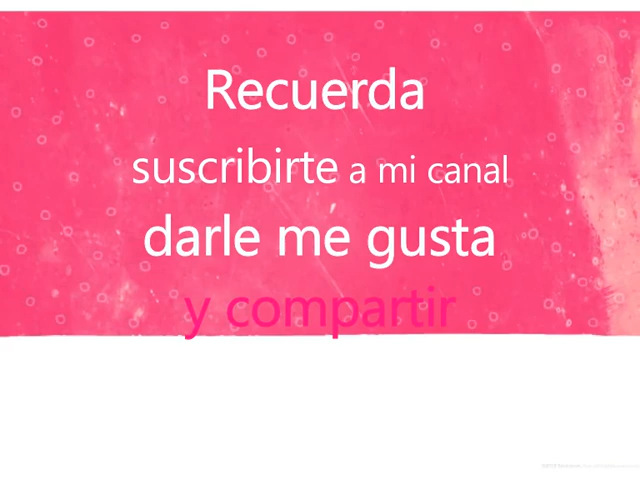 Recuerda
suscribirte a mi canal
darle me gusta
y compartir